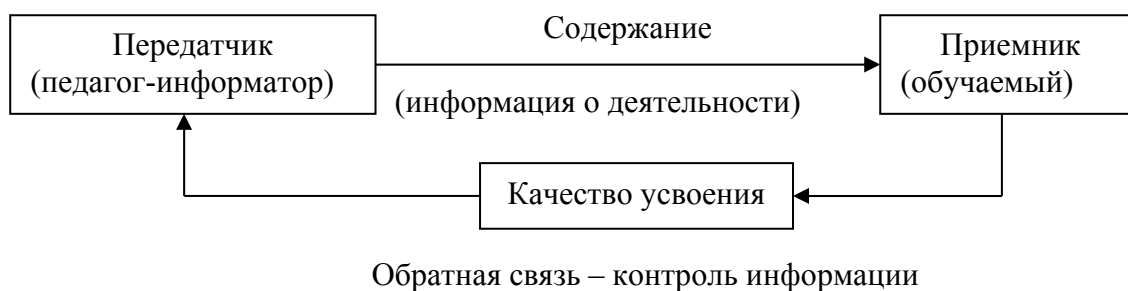 Передатчик
(педагог-информатор)
Содержание
(информация о деятельности)
Приемник
(обучаемый)
Качество усвоения
Обратная связь – контроль информации